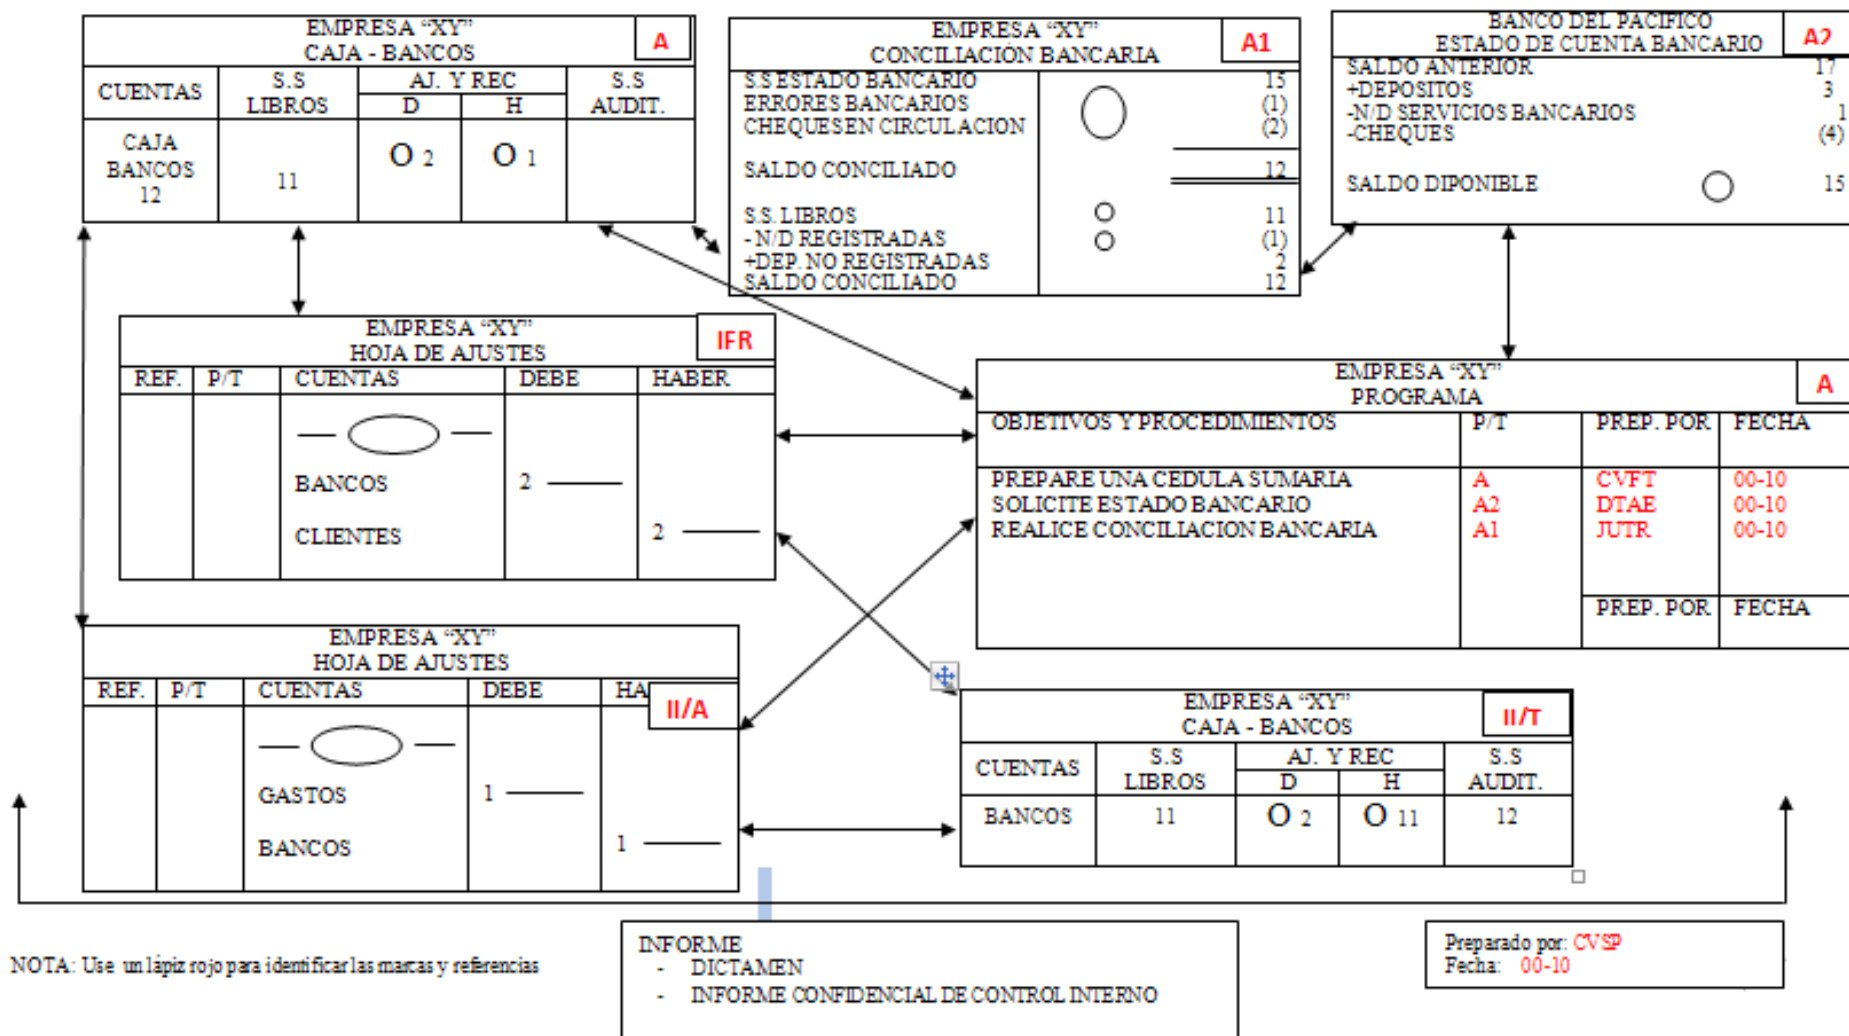 EMPRESA “XY”
CAJA - BANCOS
A
CUENTAS
S.S
LIBROS
AJ. Y REC
D
H
S.S
AUDIT.
CAJA
BANCOS
12
11
O 2
O 1
EMPRESA “XY”
CONCILIACIÓN BANCARIA
A1
S.S ESTADO BANCARIO 15
ERRORES BANCARIOS (1)
CHEQUES EN CIRCULACION (2)
SALDO CONCILIADO 12
S.S. LIBROS 11
- N/D REGISTRADAS (1)
+DEP. NO REGISTRADAS 2
SALDO CONCILIADO 12
BANCO DEL PACIFICO
ESTADO DE CUENTA BANCARIO
A2
SALDO ANTERIOR 17
+DEPOSITOS 3
-N/D SERVICIOS BANCARIOS 1
-CHEQUES (4)
SALDO DIPONIBLE 15
EMPRESA “XY”
HOJA DE AJUSTES
IFR
REF. P/T CUENTAS DEBE HABER
BANCOS 2
CLIENTES 2
EMPRESA “XY”
PROGRAMA
A
OBJETIVOS Y PROCEDIMIENTOS P/T PREP. POR FECHA
PREPARE UNA CEDULA SUMARIA A CVFT 00-10
SOLICITE ESTADO BANCARIO A2 DTAE 00-10
REALICE CONCILIACION BANCARIA A1 JUTR 00-10
PREP. POR FECHA
EMPRESA “XY”
HOJA DE AJUSTES
II/A
REF. P/T CUENTAS DEBE HA
GASTOS 1
BANCOS 1
EMPRESA “XY”
CAJA - BANCOS
II/T
CUENTAS
S.S
LIBROS
AJ. Y REC
D
H
S.S
AUDIT.
BANCOS 11 O 2 O 11 12
NOTA: Use un lápiz rojo para identificar las marcas y referencias
INFORME
- DICTAMEN
- INFORME CONFIDENCIAL DE CONTROL INTERNO
Preparado por: CVSP
Fecha: 00-10